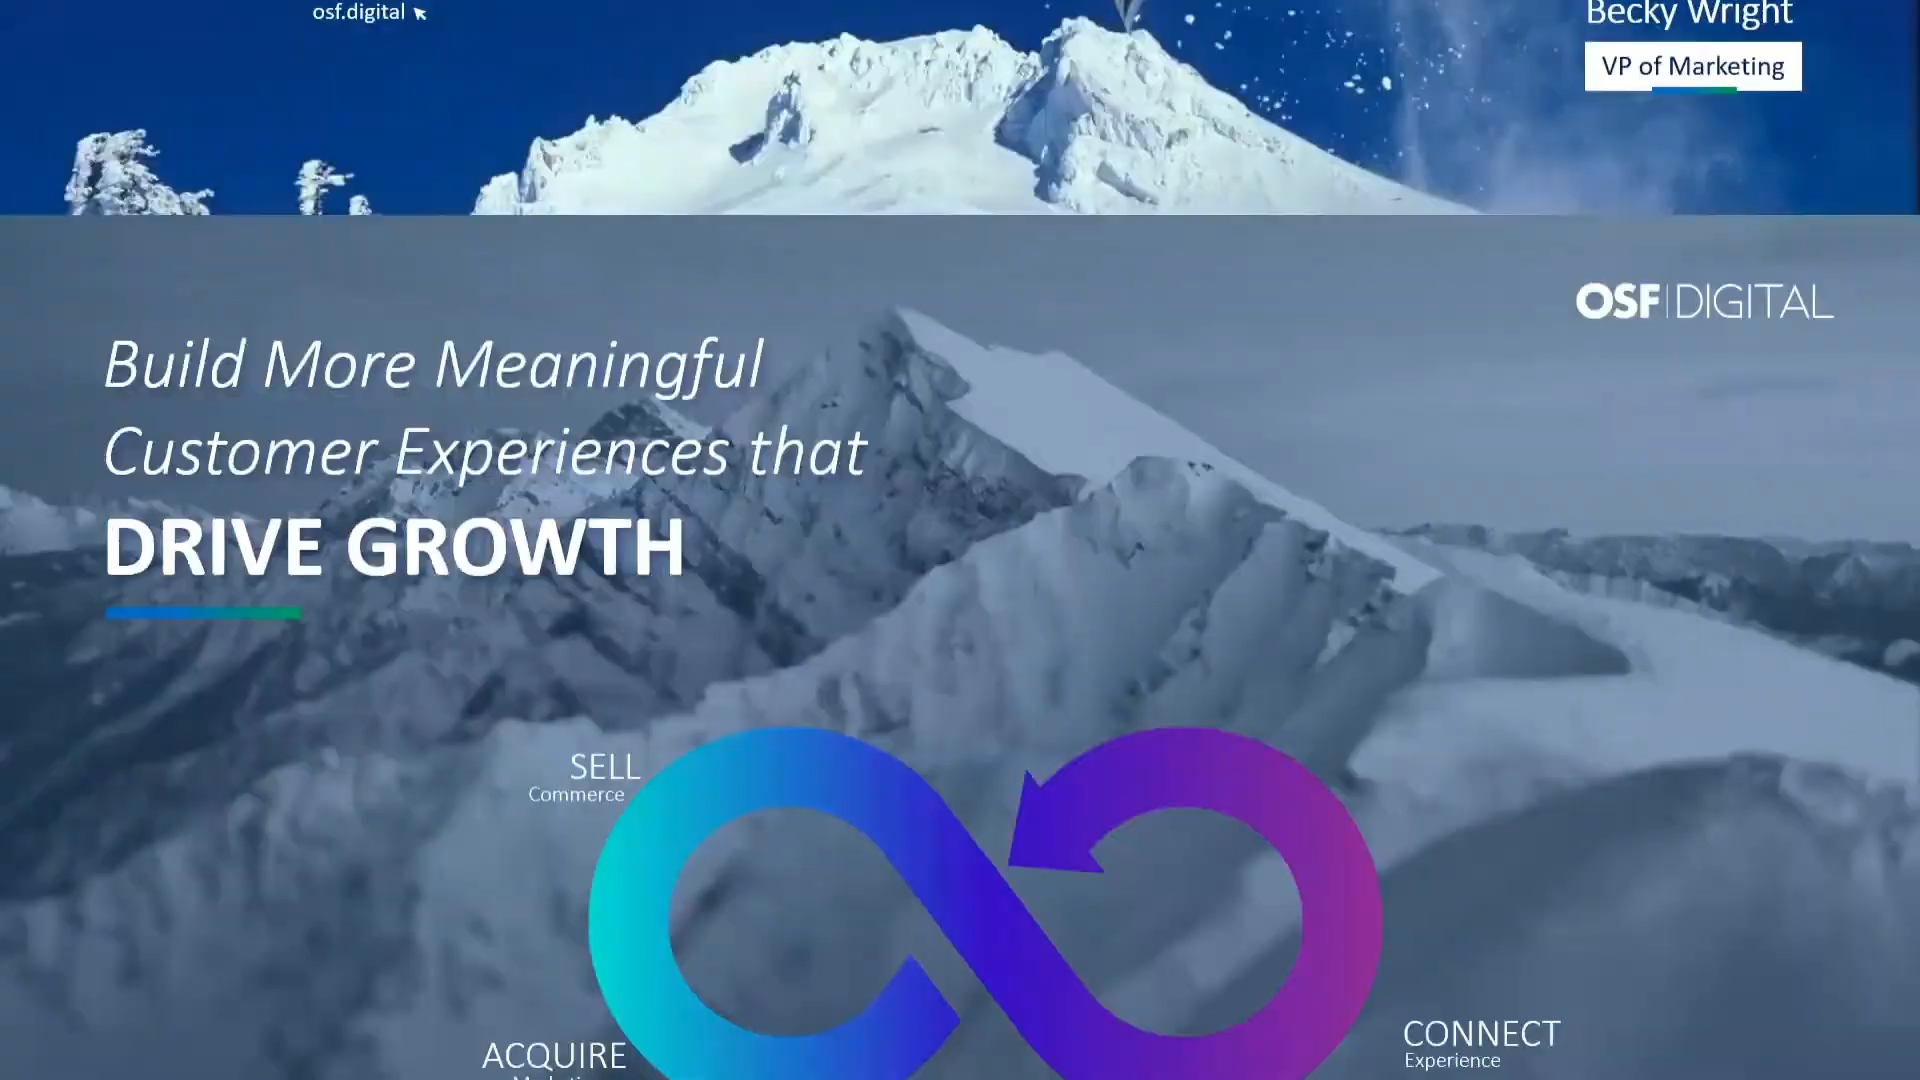 osf.digital
Becky Wright
VP of Marketing
OSF|DIGITAL
Build More Meaningful
Customer Experiences that
DRIVE GROWTH
SELL
Commerce
ACQUIRE
CONNECT
Experience